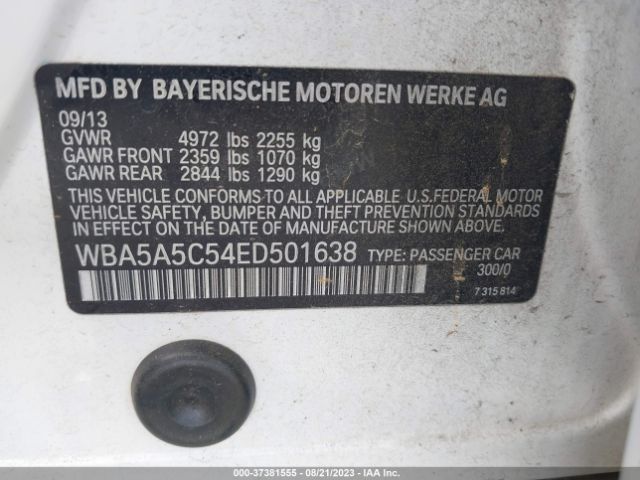 MFD BY BAYERISCHE MOTOREN WERKE AG
09/13
GVWR 4972 lbs 2255 kg
GAWR FRONT 2359 lbs 1070 kg
GAWR REAR 2844 lbs 1290 kg
THIS VEHICLE CONFORMS TO ALL APPLICABLE U.S.FEDERAL MOTOR
VEHICLE SAFETY, BUMPER AND THEFT PREVENTION STANDARDS
IN EFFECT ON THE DATE OF MANUFACTURE SHOWN ABOVE.
WBA5A5C54ED501638 TYPE: PASSENGER CAR
300/0
7 315 814
000-37381555 - 08/21/2023 - IAA Inc.